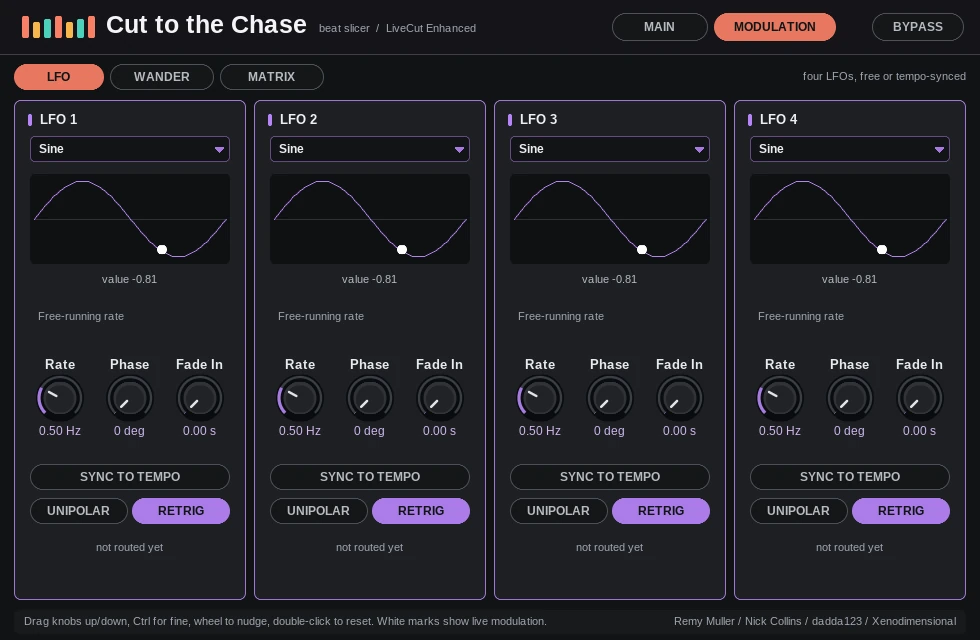 Cut to the Chase beat slicer / LiveCut Enhanced MAIN MODULATION BYPASS
LFO WANDER MATRIX four LFOs, free or tempo-synced
LFO 1 LFO 2 LFO 3 LFO 4
Sine Sine Sine Sine
value -0.81 value -0.81 value -0.81 value -0.81
Free-running rate Free-running rate Free-running rate Free-running rate
Rate Phase Fade In Rate Phase Fade In Rate Phase Fade In Rate Phase Fade In
0.50 Hz 0 deg 0.00 s 0.50 Hz 0 deg 0.00 s 0.50 Hz 0 deg 0.00 s 0.50 Hz 0 deg 0.00 s
SYNC TO TEMPO SYNC TO TEMPO SYNC TO TEMPO SYNC TO TEMPO
UNIPOLAR RETRIG UNIPOLAR RETRIG UNIPOLAR RETRIG UNIPOLAR RETRIG
not routed yet not routed yet not routed yet not routed yet
Drag knobs up/down, Ctrl for fine, wheel to nudge, double-click to reset. White marks show live modulation. Remy Muller / Nick Collins / dadda123 / Xenodimensional